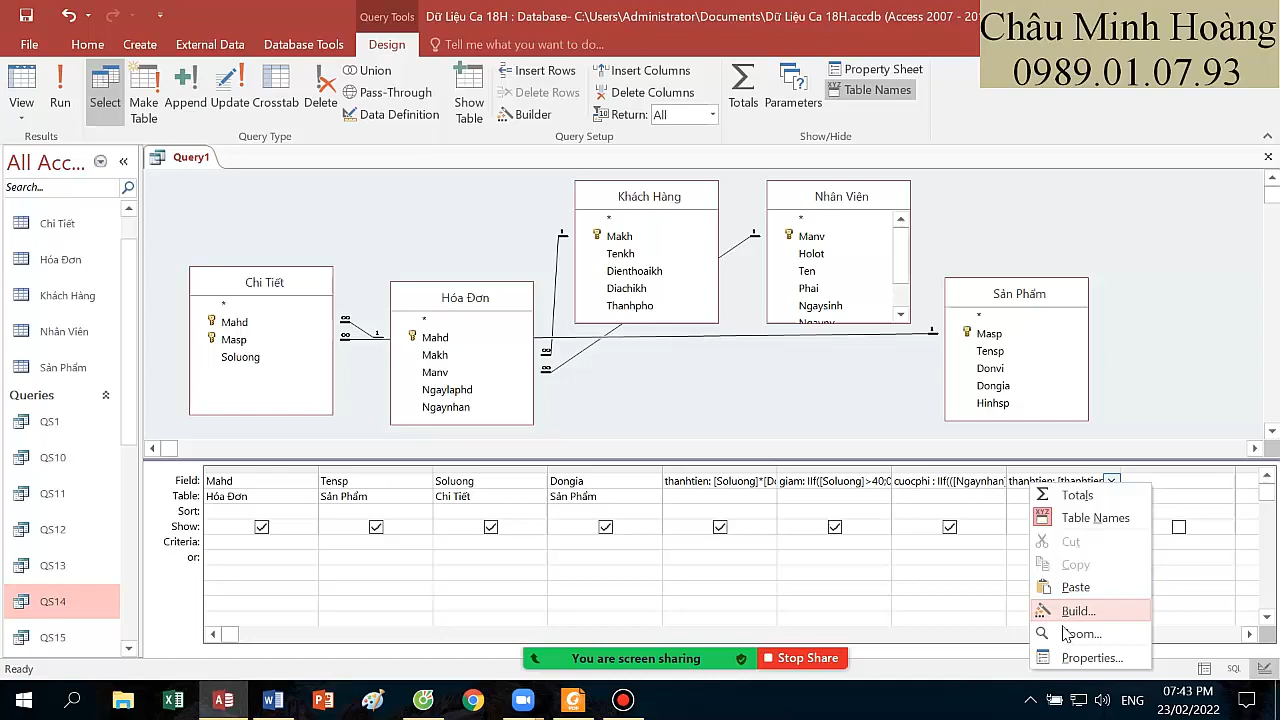 Query Tools
Dữ Liệu Ca 18H : Database- C:\Users\Administrator\Documents\Dữ Liệu Ca 18H.accdb (Access 2007 - 20
Châu Minh Hoàng
0989.01.07.93
File
Home
Create
External Data
Database Tools
Design
Tell me what you want to do...
View
Run
Select
Make Table
Append
Update
Crosstab
Delete
Union
Pass-Through
Data Definition
Show Table
Insert Rows
Delete Rows
Builder
Insert Columns
Delete Columns
Return:
All
Totals
Parameters
Property Sheet
Table Names
Results
Query Type
Query Setup
Show/Hide
All Acc...
Search...
Chi Tiết
Hóa Đơn
Khách Hàng
Nhân Viên
Sản Phẩm
Queries
QS1
QS10
QS11
QS12
QS13
QS14
QS15
Query1
Chi Tiết
*
Mahd
Masp
Soluong
Hóa Đơn
*
Mahd
Makh
Manv
Ngaylaphd
Ngaynhan
Khách Hàng
*
Makh
Tenkh
Dienthoaikh
Diachikh
Thanhpho
Nhân Viên
*
Manv
Holot
Ten
Phai
Ngaysinh
Sản Phẩm
*
Masp
Tensp
Donvi
Dongia
Hinhsp
Field: Mahd Tensp Soluong Dongia thanhtien: [Soluong]*[D giam: IIf([Soluong]>40;0 cuocphi : IIf(([Ngaynhan thanhtien: [thanhtien
Table: Hóa Đơn Sản Phẩm Chi Tiết Sản Phẩm
Sort:
Show:
Criteria:
or:
Totals
Table Names
Cut
Copy
Paste
Build...
oom...
Properties...
You are screen sharing
Stop Share
Ready
SQL
ENG
07:43 PM
23/02/2022